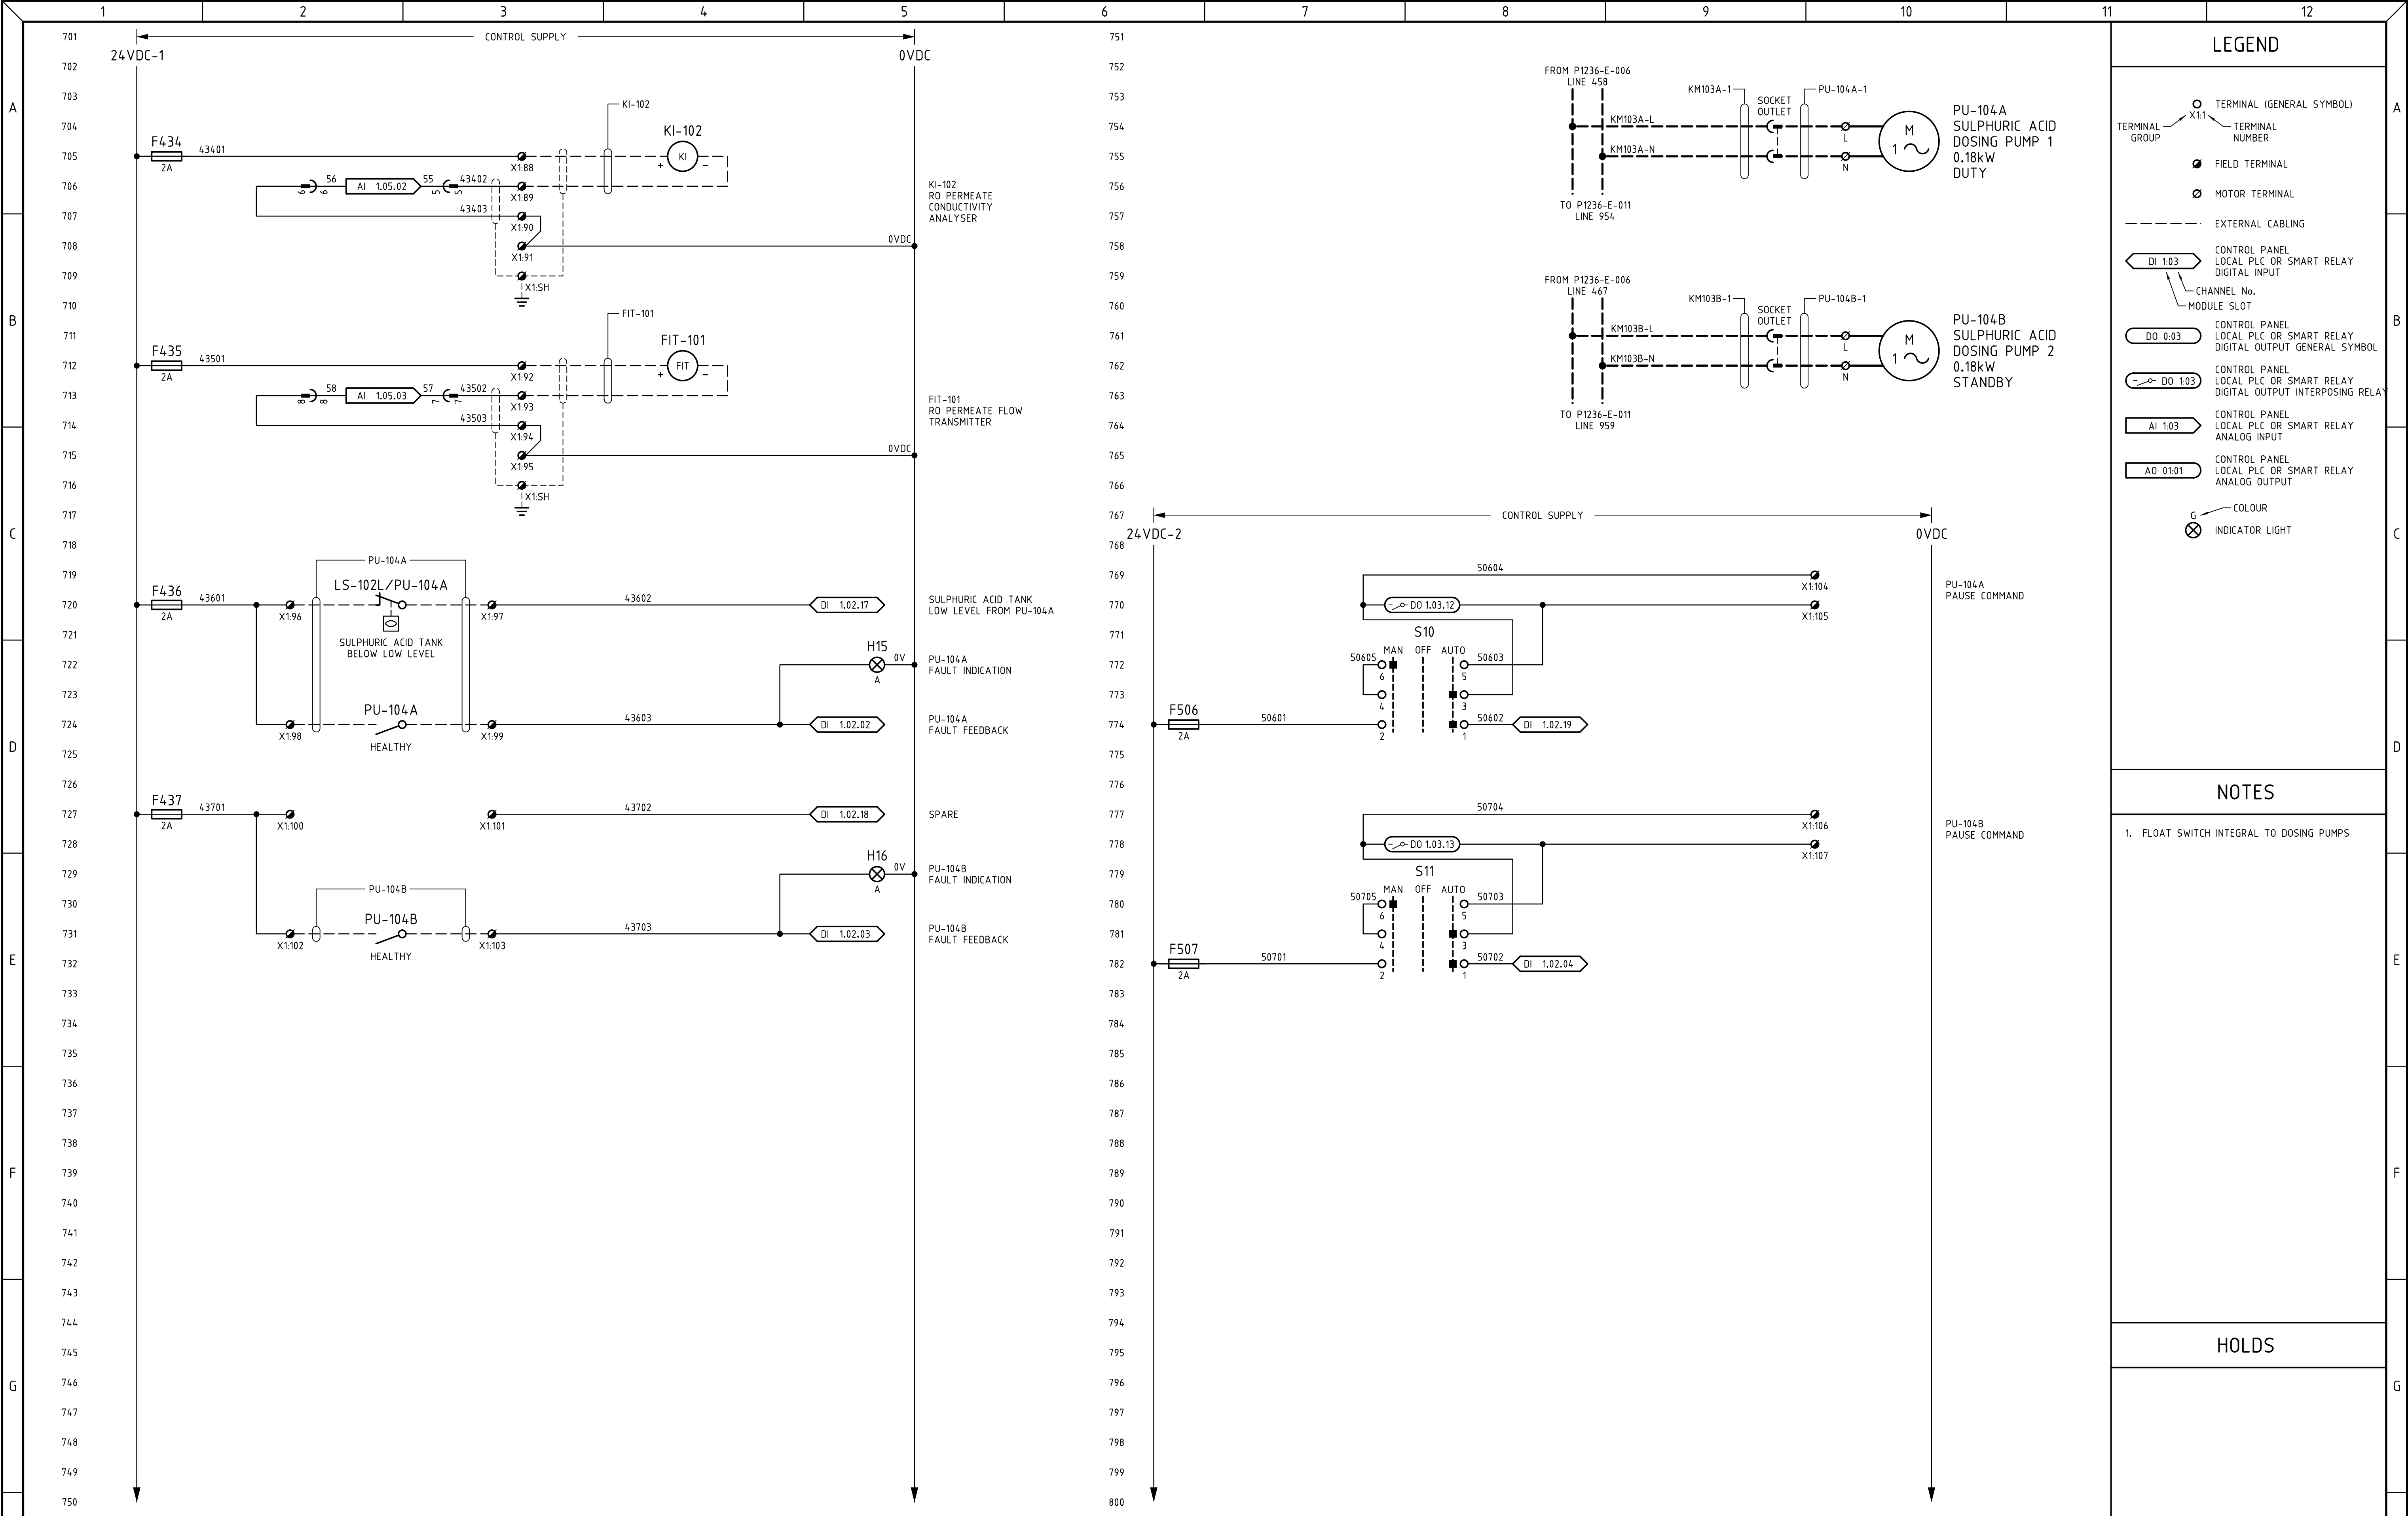 1 2 3 4 5 6 7 8 9 10 11 12
A
B
C
D
E
F
G
701
702
703
704
705
706
707
708
709
710
711
712
713
714
715
716
717
718
719
720
721
722
723
724
725
726
727
728
729
730
731
732
733
734
735
736
737
738
739
740
741
742
743
744
745
746
747
748
749
750
CONTROL SUPPLY
24VDC-1
0VDC
KI-102
F434
2A
43401
X1:88
KI-102
KI
+ -
6 6 56
AI 1.05.02
55 5 5
43402
X1:89
43403
X1:90
X1:91
0VDC
X1:SH
KI-102
RO PERMEATE
CONDUCTIVITY
ANALYSER
FIT-101
F435
2A
43501
X1:92
FIT-101
FIT
+ -
8 8 58
AI 1.05.03
57 7 7
43502
X1:93
43503
X1:94
X1:95
0VDC
X1:SH
FIT-101
RO PERMEATE FLOW
TRANSMITTER
PU-104A
F436
2A
43601
X1:96
LS-102L/PU-104A
SULPHURIC ACID TANK
BELOW LOW LEVEL
X1:97
43602
DI 1.02.17
SULPHURIC ACID TANK
LOW LEVEL FROM PU-104A
H15
A
0V
PU-104A
FAULT INDICATION
X1:98
PU-104A
HEALTHY
X1:99
43603
DI 1.02.02
PU-104A
FAULT FEEDBACK
F437
2A
43701
X1:100
X1:101
43702
DI 1.02.18
SPARE
H16
A
0V
PU-104B
FAULT INDICATION
PU-104B
X1:102
PU-104B
HEALTHY
X1:103
43703
DI 1.02.03
PU-104B
FAULT FEEDBACK
751
752
753
754
755
756
757
758
759
760
761
762
763
764
765
766
767
768
769
770
771
772
773
774
775
776
777
778
779
780
781
782
783
784
785
786
787
788
789
790
791
792
793
794
795
796
797
798
799
800
FROM P1236-E-006
LINE 458
KM103A-1
SOCKET
OUTLET
PU-104A-1
KM103A-L
L
KM103A-N
N
M
1
PU-104A
SULPHURIC ACID
DOSING PUMP 1
0.18kW
DUTY
TO P1236-E-011
LINE 954
FROM P1236-E-006
LINE 467
KM103B-1
SOCKET
OUTLET
PU-104B-1
KM103B-L
L
KM103B-N
N
M
1
PU-104B
SULPHURIC ACID
DOSING PUMP 2
0.18kW
STANDBY
TO P1236-E-011
LINE 959
CONTROL SUPPLY
24VDC-2
0VDC
50604
X1:104
DO 1.03.12
X1:105
PU-104A
PAUSE COMMAND
S10
MAN OFF AUTO
50605
6
5
50603
4
3
F506
2A
50601
2
1
50602
DI 1.02.19
50704
X1:106
DO 1.03.13
X1:107
PU-104B
PAUSE COMMAND
S11
MAN OFF AUTO
50705
6
5
50703
4
3
F507
2A
50701
2
1
50702
DI 1.02.04
LEGEND
TERMINAL (GENERAL SYMBOL)
X1:1
TERMINAL
GROUP
TERMINAL
NUMBER
FIELD TERMINAL
MOTOR TERMINAL
EXTERNAL CABLING
DI 1:03
CONTROL PANEL
LOCAL PLC OR SMART RELAY
DIGITAL INPUT
CHANNEL No.
MODULE SLOT
DO 0:03
CONTROL PANEL
LOCAL PLC OR SMART RELAY
DIGITAL OUTPUT GENERAL SYMBOL
DO 1:03
CONTROL PANEL
LOCAL PLC OR SMART RELAY
DIGITAL OUTPUT INTERPOSING RELAY
AI 1:03
CONTROL PANEL
LOCAL PLC OR SMART RELAY
ANALOG INPUT
AO 01:01
CONTROL PANEL
LOCAL PLC OR SMART RELAY
ANALOG OUTPUT
G
COLOUR
INDICATOR LIGHT
NOTES
1. FLOAT SWITCH INTEGRAL TO DOSING PUMPS
HOLDS
A
B
C
D
E
F
G